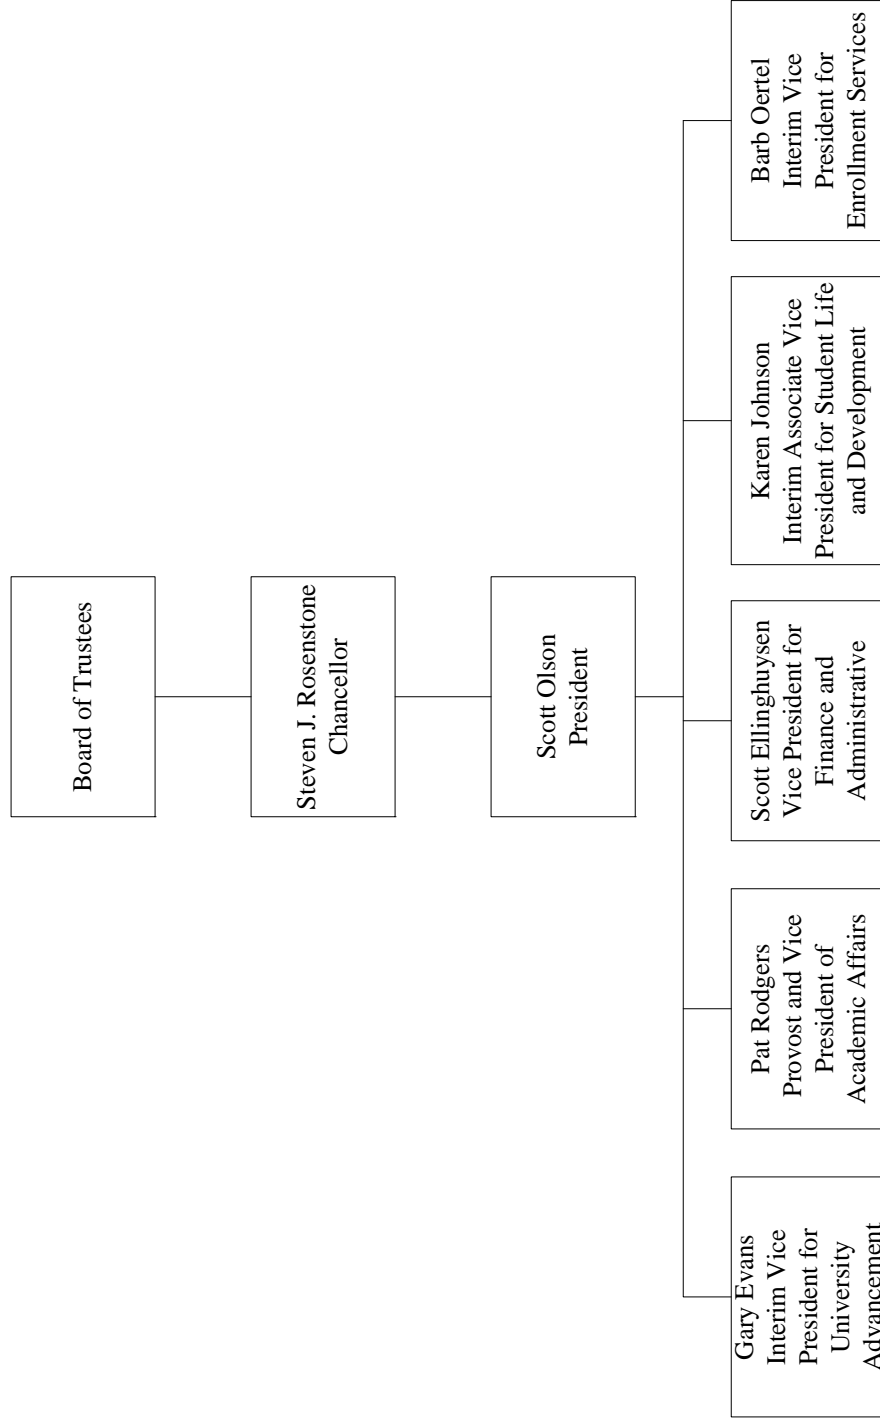 Board of Trustees
Steven J. Rosenstone
Chancellor
Scott Olson
President
Gary Evans
Interim Vice
President for
University
Advancement
Pat Rodgers
Provost and Vice
President of
Academic Affairs
Scott Ellinghuysen
Vice President for
Finance and
Administrative
Karen Johnson
Interim Associate Vice
President for Student Life
and Development
Barb Oertel
Interim Vice
President for
Enrollment Services